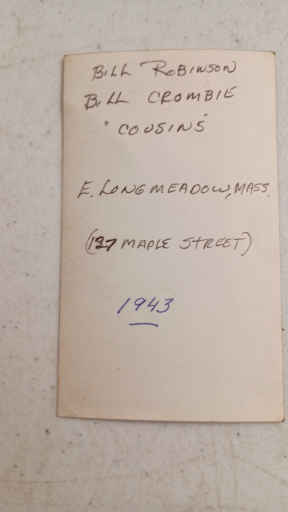 BILL ROBINSON
BILL CROMBIE
"COUSINS"
E. LONGMEADOW, MASS.
(127 MAPLE STREET)
1943